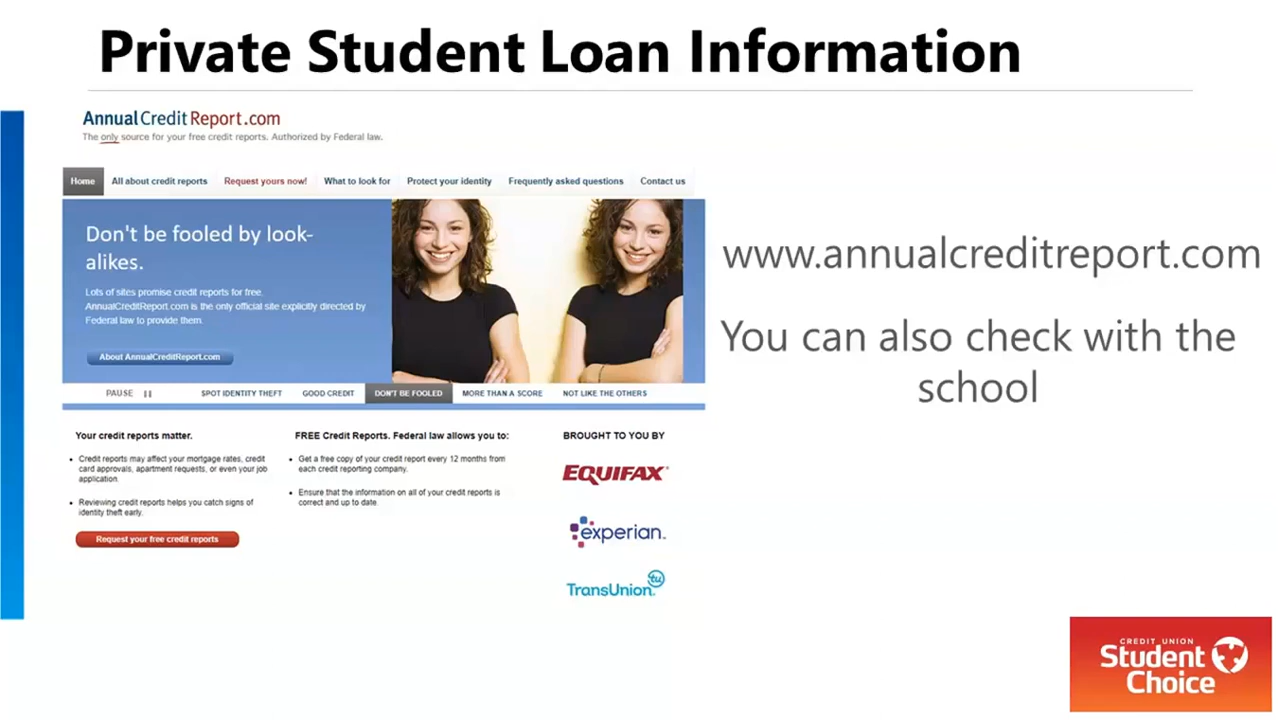 Private Student Loan Information
AnnualCreditReport.com
The only source for your free credit reports. Authorized by Federal law.
Home All about credit reports Request yours now! What to look for Protect your identity Frequently asked questions Contact us
Don't be fooled by look-
alikes.
Lots of sites promise credit reports for free.
AnnualCreditReport.com is the only official site explicitly directed by
Federal law to provide them.
About AnnualCreditReport.com
PAUSE SPOT IDENTITY THEFT GOOD CREDIT DON'T BE FOOLED MORE THAN A SCORE NOT LIKE THE OTHERS
www.annualcreditreport.com
You can also check with the
school
Your credit reports matter.
• Credit reports may affect your mortgage rates, credit
card approvals, apartment requests, or even your job
application.
• Reviewing credit reports helps you catch signs of
identity theft early.
Request your free credit reports
FREE Credit Reports. Federal law allows you to:
• Get a free copy of your credit report every 12 months from
each credit reporting company.
• Ensure that the information on all of your credit reports is
correct and up to date.
BROUGHT TO YOU BY
EQUIFAX
experian.
TransUnion.
tu
CREDIT UNION
Student
Choice